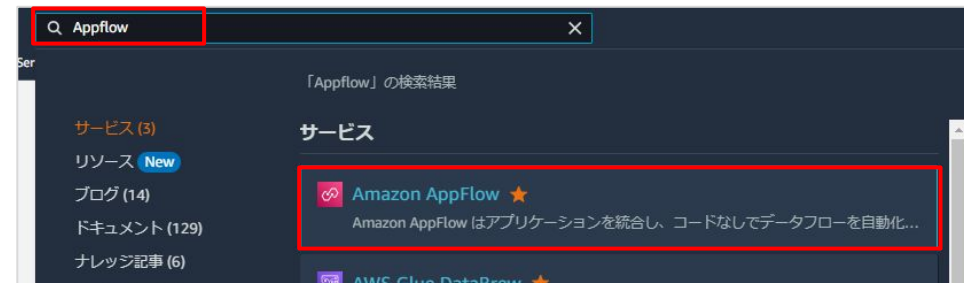 Appflow
Ser
「Appflow」の検索結果
サービス (3)
リソース New
ブログ (14)
ドキュメント (129)
ナレッジ記事 (6)
サービス
Amazon AppFlow
Amazon AppFlow はアプリケーションを統合し、コードなしでデータフローを自動化...
AWS Glue DataBrew